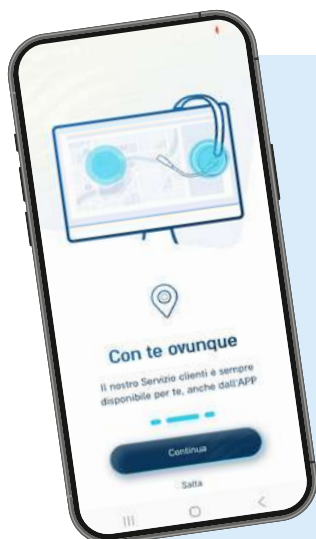 Con te ovunque
Il nostro Servizio clienti è sempre
disponibile per te, anche dall'APP
Continua
Salta